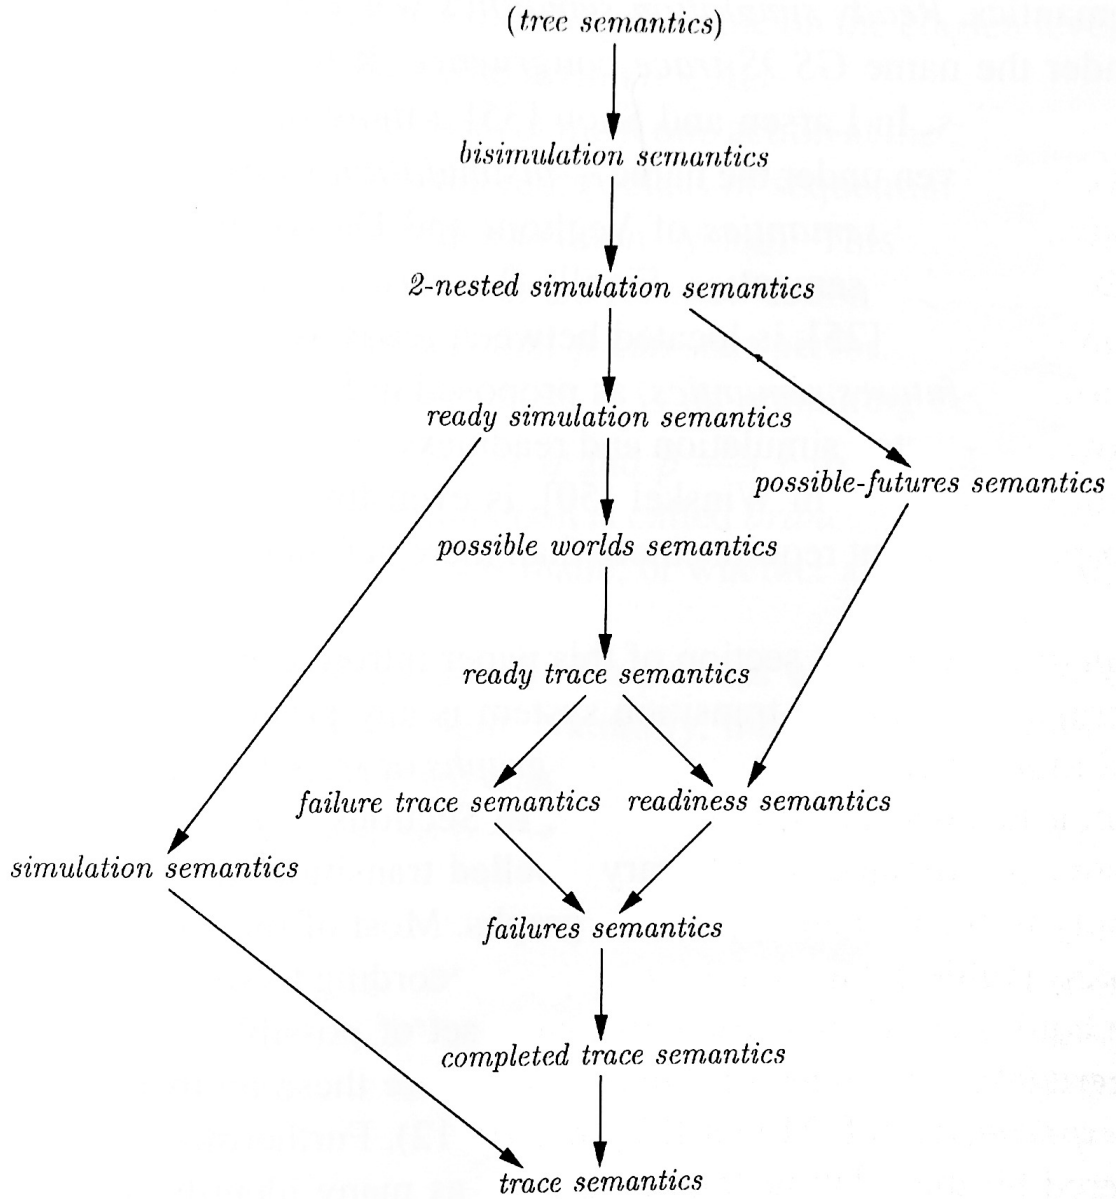 (tree semantics)
bisimulation semantics
2-nested simulation semantics
ready simulation semantics
possible-futures semantics
possible worlds semantics
ready trace semantics
failure trace semantics readiness semantics
simulation semantics
failures semantics
completed trace semantics
trace semantics